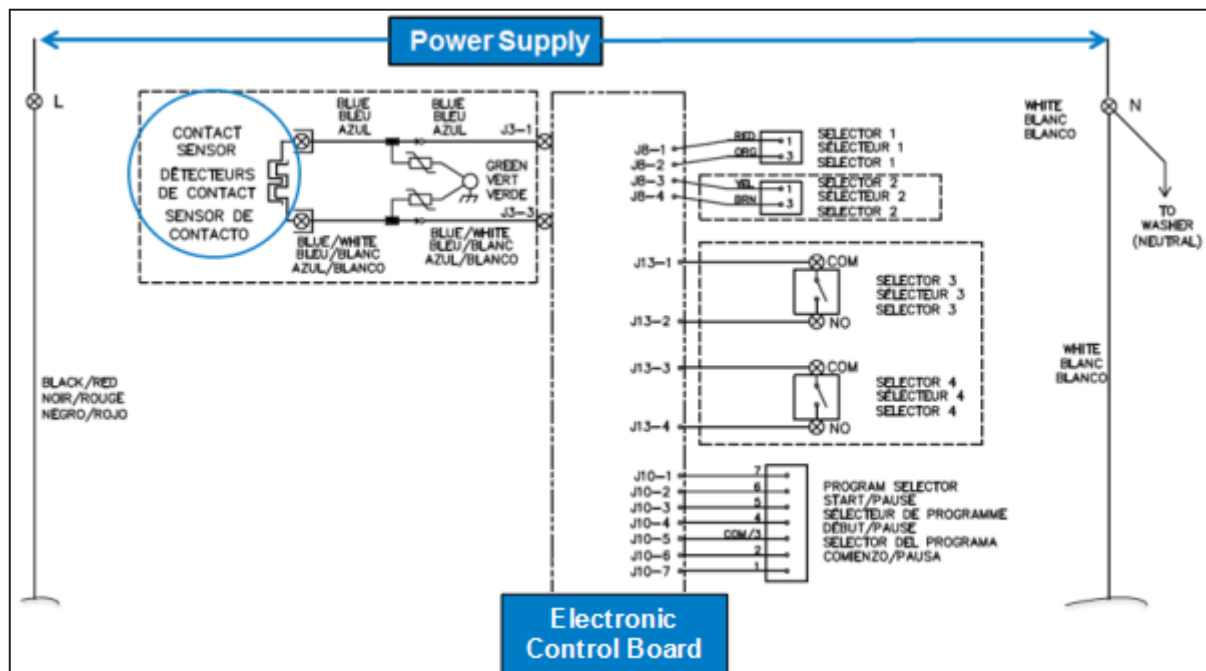 Power Supply
L
CONTACT
SENSOR
DÉTECTEURS
DE CONTACT
SENSOR DE
CONTACTO
BLUE
BLEU
AZUL
BLUE
BLEU
AZUL
J3-1
GREEN
VERT
VERDE
J3-3
BLUE/WHITE
BLEU/BLANC
AZUL/BLANCO
BLUE/WHITE
BLEU/BLANC
AZUL/BLANCO
BLACK/RED
NOIR/ROUGE
NEGRO/ROJO
J8-1
J8-2
J8-3
J8-4
RED
ORG
YEL
BRN
1
3
1
3
SELECTOR 1
SÉLECTEUR 1
SELECTOR 1
SELECTOR 2
SÉLECTEUR 2
SELECTOR 2
J13-1
COM
SELECTOR 3
SÉLECTEUR 3
SELECTOR 3
J13-2
NO
J13-3
COM
SELECTOR 4
SÉLECTEUR 4
SELECTOR 4
J13-4
NO
J10-1
J10-2
J10-3
J10-4
J10-5
J10-6
J10-7
7
6
5
4
COM/3
2
1
PROGRAM SELECTOR
START/PAUSE
SÉLECTEUR DE PROGRAMME
DÉBUT/PAUSE
SELECTOR DEL PROGRAMA
COMIENZO/PAUSA
WHITE
BLANC
BLANCO
N
TO
WASHER
(NEUTRAL)
WHITE
BLANC
BLANCO
Electronic
Control Board